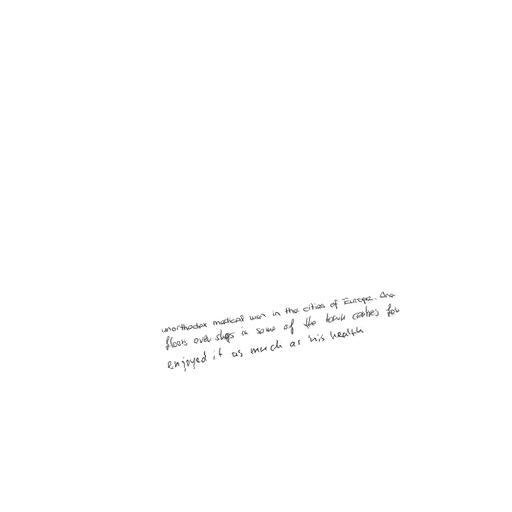 unorthodox medical men in the cities of Europe. One
floors over shops in some of the town centres for
enjoyed it as much as his health